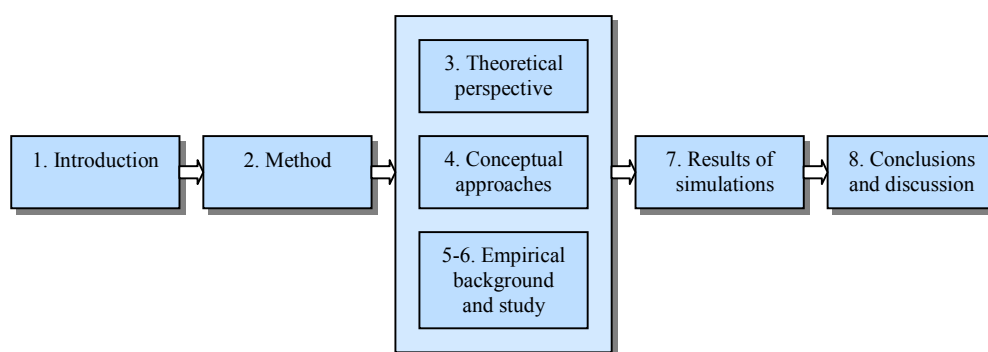 1. Introduction
2. Method
3. Theoretical
perspective
4. Conceptual
approaches
5-6. Empirical
background
and study
7. Results of
simulations
8. Conclusions
and discussion